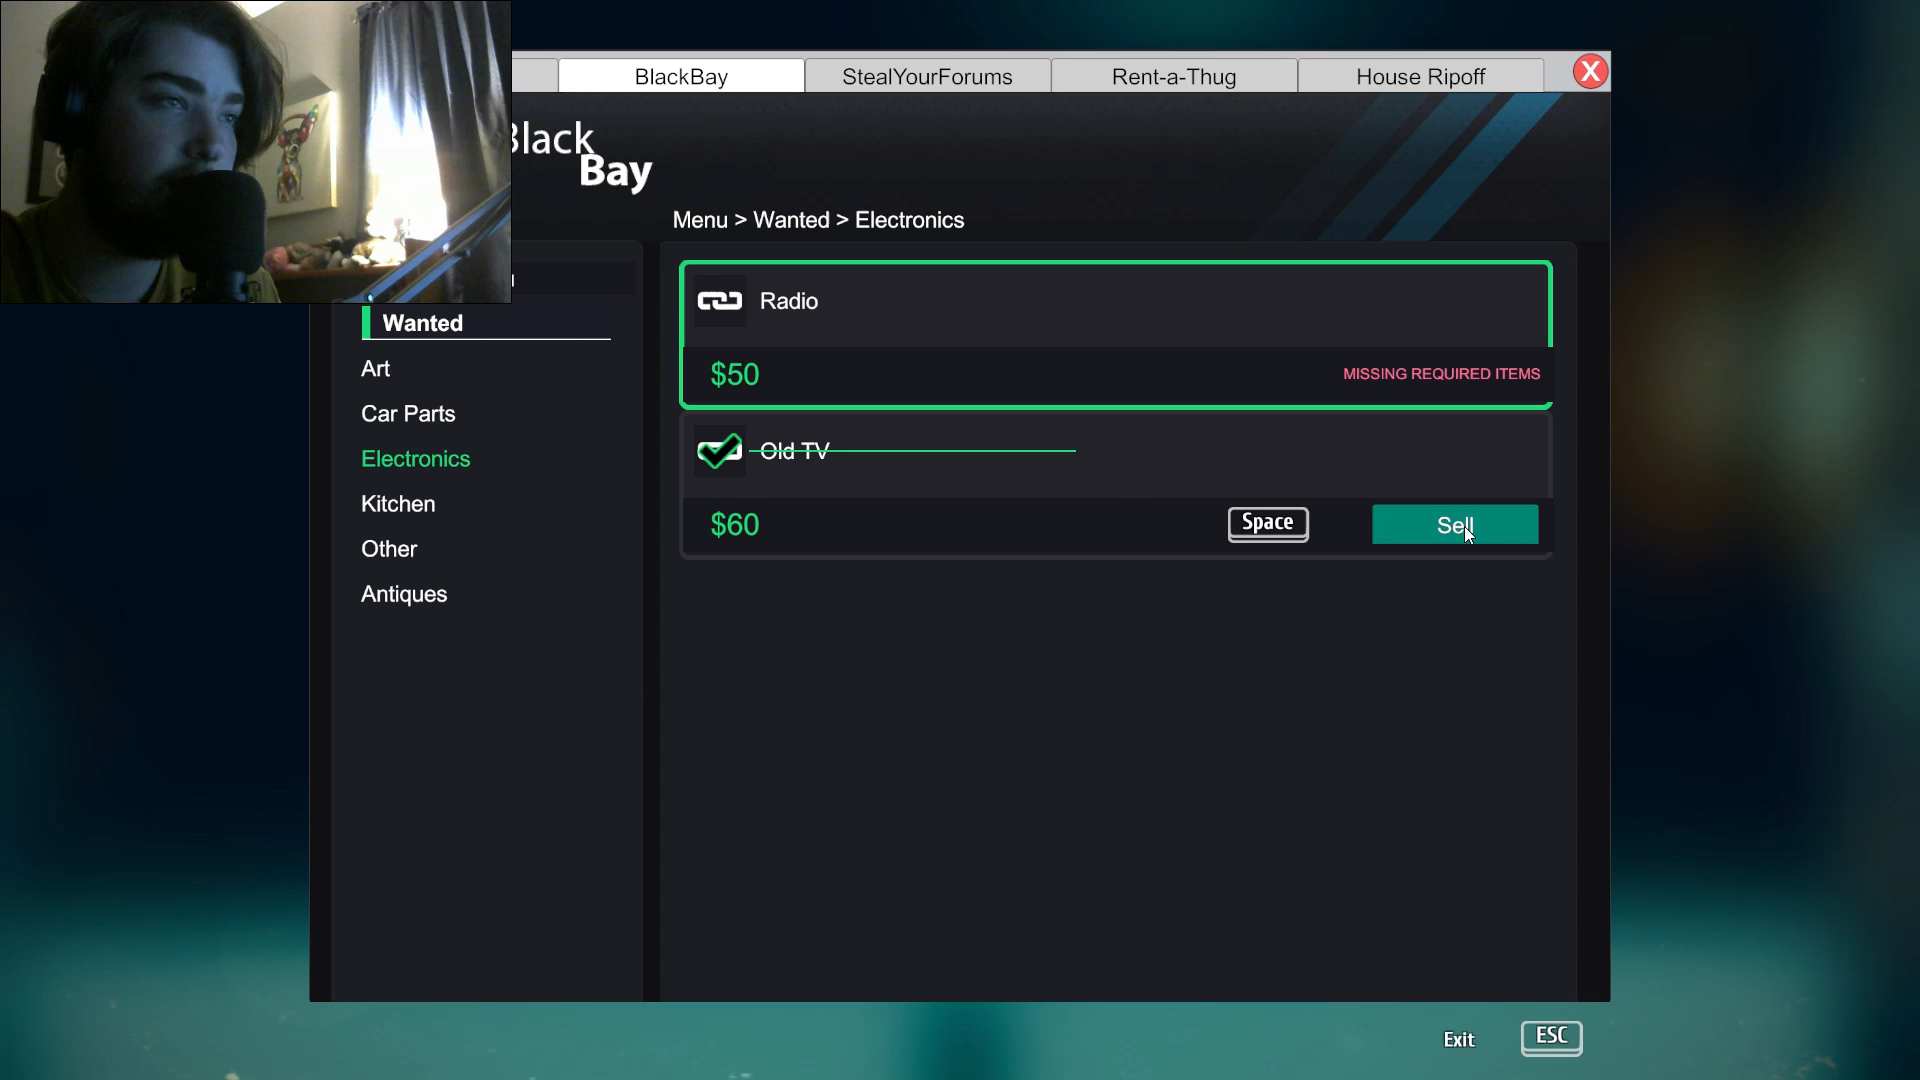 BlackBay
StealYourForums
Rent-a-Thug
House Ripoff
X
Black
Bay
Menu > Wanted > Electronics
Wanted
Art
Car Parts
Electronics
Kitchen
Other
Antiques
Radio
$50
MISSING REQUIRED ITEMS
Old TV
$60
Space
Sell
Exit
ESC